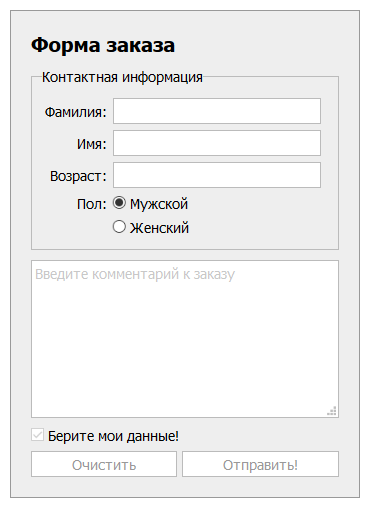 Форма заказа
Контактная информация
Фамилия:
Имя:
Возраст:
Пол: Мужской
Женский
Введите комментарий к заказу
Берите мои данные!
Очистить Отправить!